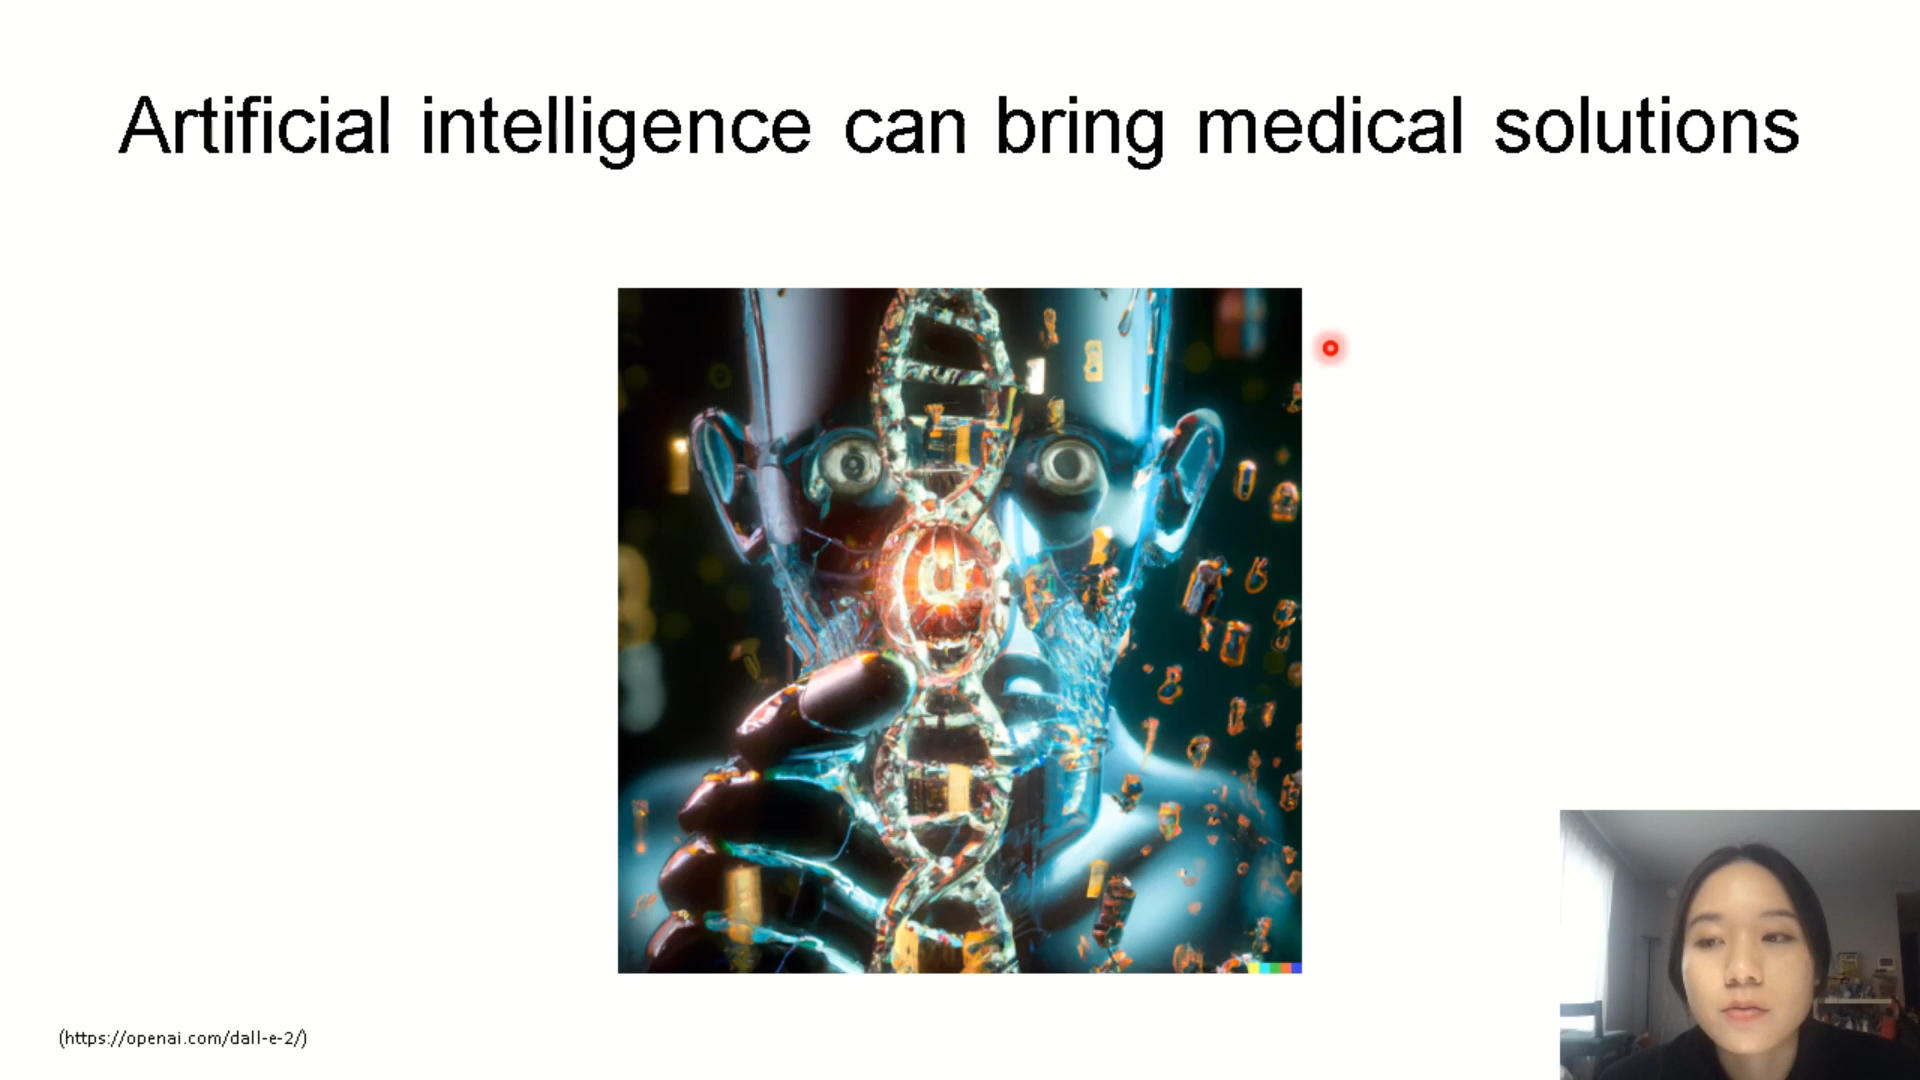 Artificial intelligence can bring medical solutions
(https://openai.com/dall-e-2/)